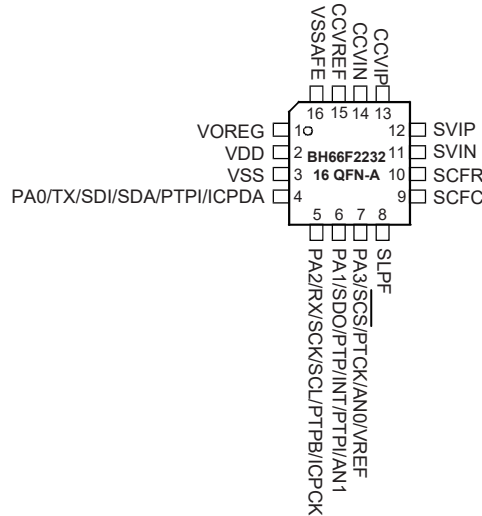 VSSAFE
CCVREF
CCVIN
CCVIP
16 15 14 13
VOREG 1
VDD 2
VSS 3
PA0/TX/SDI/SDA/PTPI/ICPDA 4
BH66F2232
16 QFN-A
12 SVIP
11 SVIN
10 SCFR
9 SCFC
5 6 7 8
PA2/RX/SCK/SCL/PTPB/ICPCK
PA1/SDO/PTP/INT/PTPI/AN1
PA3/SCS/PTCK/AN0/VREF
SLPF